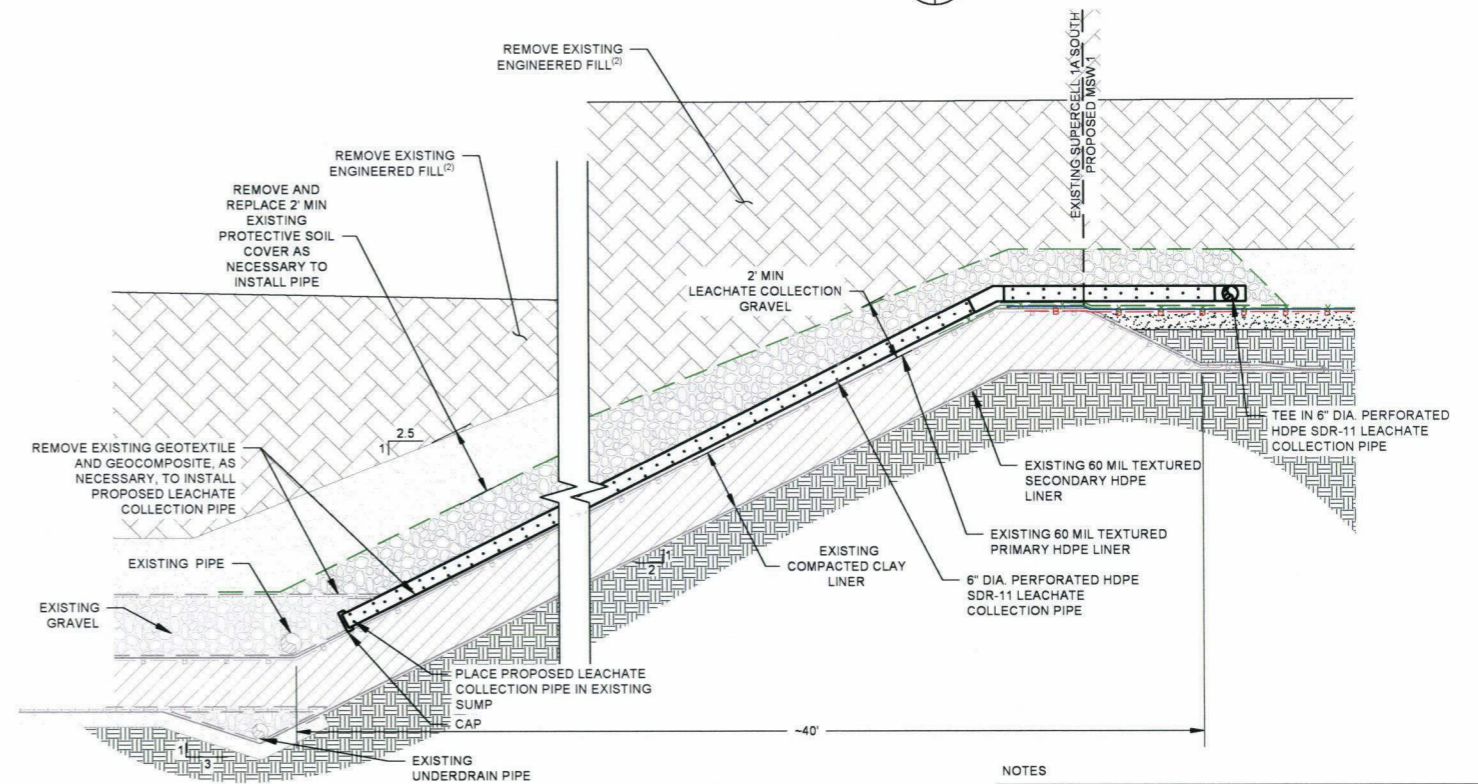 REMOVE EXISTING
ENGINEERED FILL(2)
EXISTING SUPERCELL 1A SOUTH
PROPOSED MSW 1
REMOVE EXISTING
ENGINEERED FILL(2)
REMOVE AND
REPLACE 2' MIN
EXISTING
PROTECTIVE SOIL
COVER AS
NECESSARY TO
INSTALL PIPE
2' MIN
LEACHATE COLLECTION
GRAVEL
2.5
1
REMOVE EXISTING GEOTEXTILE
AND GEOCOMPOSITE, AS
NECESSARY, TO INSTALL
PROPOSED LEACHATE
COLLECTION PIPE
TEE IN 6" DIA. PERFORATED
HDPE SDR-11 LEACHATE
COLLECTION PIPE
EXISTING 60 MIL TEXTURED
SECONDARY HDPE
LINER
EXISTING 60 MIL TEXTURED
PRIMARY HDPE LINER
EXISTING
COMPACTED CLAY
LINER
1
2
6" DIA. PERFORATED HDPE
SDR-11 LEACHATE
COLLECTION PIPE
EXISTING PIPE
EXISTING
GRAVEL
PLACE PROPOSED LEACHATE
COLLECTION PIPE IN EXISTING
SUMP
CAP
~40'
1
3
EXISTING
UNDERDRAIN PIPE
NOTES